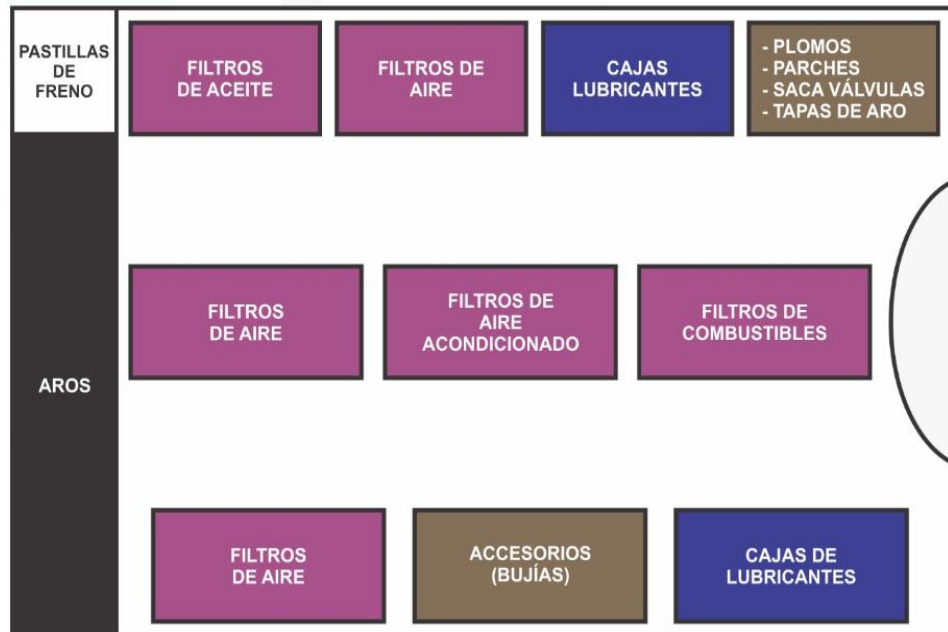 PASTILLAS
DE
FRENO
FILTROS
DE ACEITE
FILTROS DE
AIRE
CAJAS
LUBRICANTES
- PLOMOS
- PARCHES
- SACA VÁLVULAS
- TAPAS DE ARO
AROS
FILTROS
DE AIRE
FILTROS DE
AIRE
ACONDICIONADO
FILTROS DE
COMBUSTIBLES
FILTROS
DE AIRE
ACCESORIOS
(BUJÍAS)
CAJAS DE
LUBRICANTES